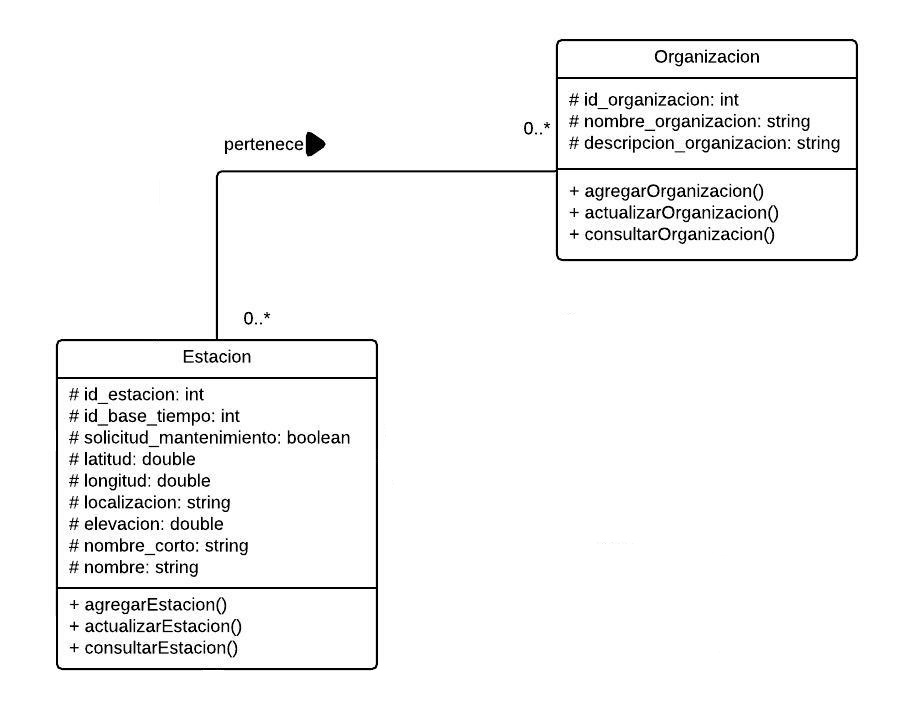 Organizacion
# id_organizacion: int
# nombre_organizacion: string
# descripcion_organizacion: string
+ agregarOrganizacion()
+ actualizarOrganizacion()
+ consultarOrganizacion()
0..*
pertenece
0..*
Estacion
# id_estacion: int
# id_base_tiempo: int
# solicitud_mantenimiento: boolean
# latitud: double
# longitud: double
# localizacion: string
# elevacion: double
# nombre_corto: string
# nombre: string
+ agregarEstacion()
+ actualizarEstacion()
+ consultarEstacion()